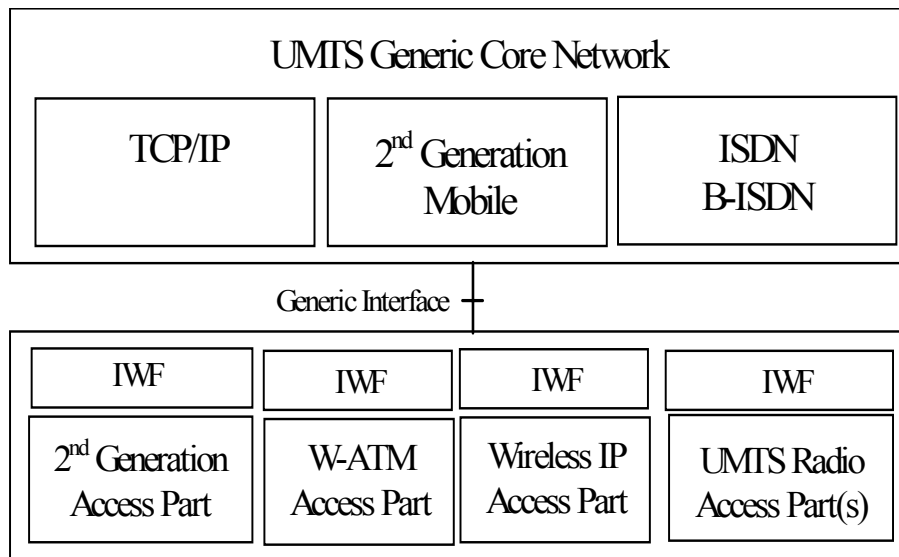 UMTS Generic Core Network
TCP/IP
2nd Generation
Mobile
ISDN
B-ISDN
Generic Interface
IWF
IWF
IWF
IWF
2nd Generation
Access Part
W-ATM
Access Part
Wireless IP
Access Part
UMTS Radio
Access Part(s)